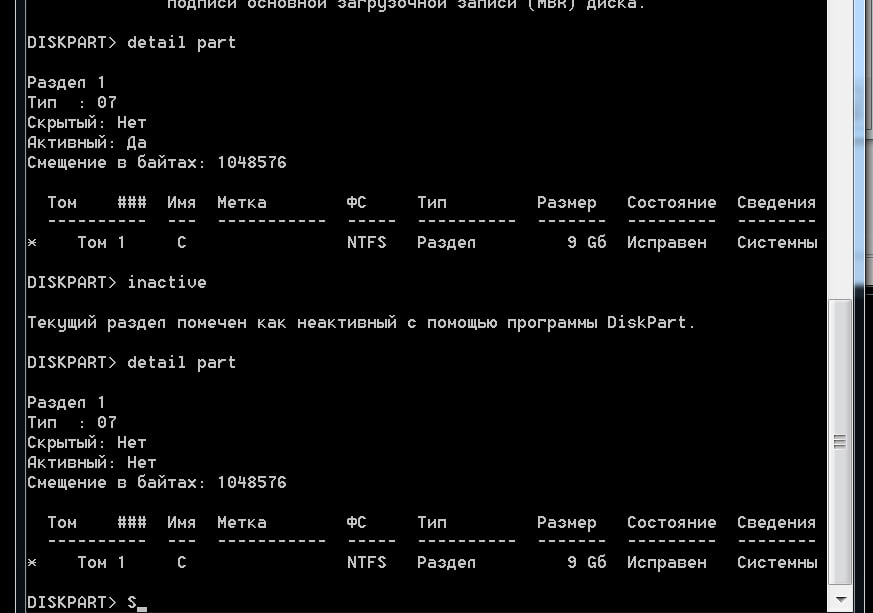 подписи основной загрузочной записи (MBR) диска.
DISKPART> detail part
Раздел 1
Тип  : 07
Скрытый: Нет
Активный: Да
Смещение в байтах: 1048576
Том    ###  Имя  Метка        ФС     Тип         Размер   Состояние  Сведения
----------  ---  -----------  -----  ----------  -------  ---------  --------
*    Том 1     C                NTFS   Раздел         9 Gб  Исправен   Системны
DISKPART> inactive
Текущий раздел помечен как неактивный с помощью программы DiskPart.
DISKPART> detail part
Раздел 1
Тип  : 07
Скрытый: Нет
Активный: Нет
Смещение в байтах: 1048576
Том    ###  Имя  Метка        ФС     Тип         Размер   Состояние  Сведения
----------  ---  -----------  -----  ----------  -------  ---------  --------
*    Том 1     C                NTFS   Раздел         9 Gб  Исправен   Системны
DISKPART> S_